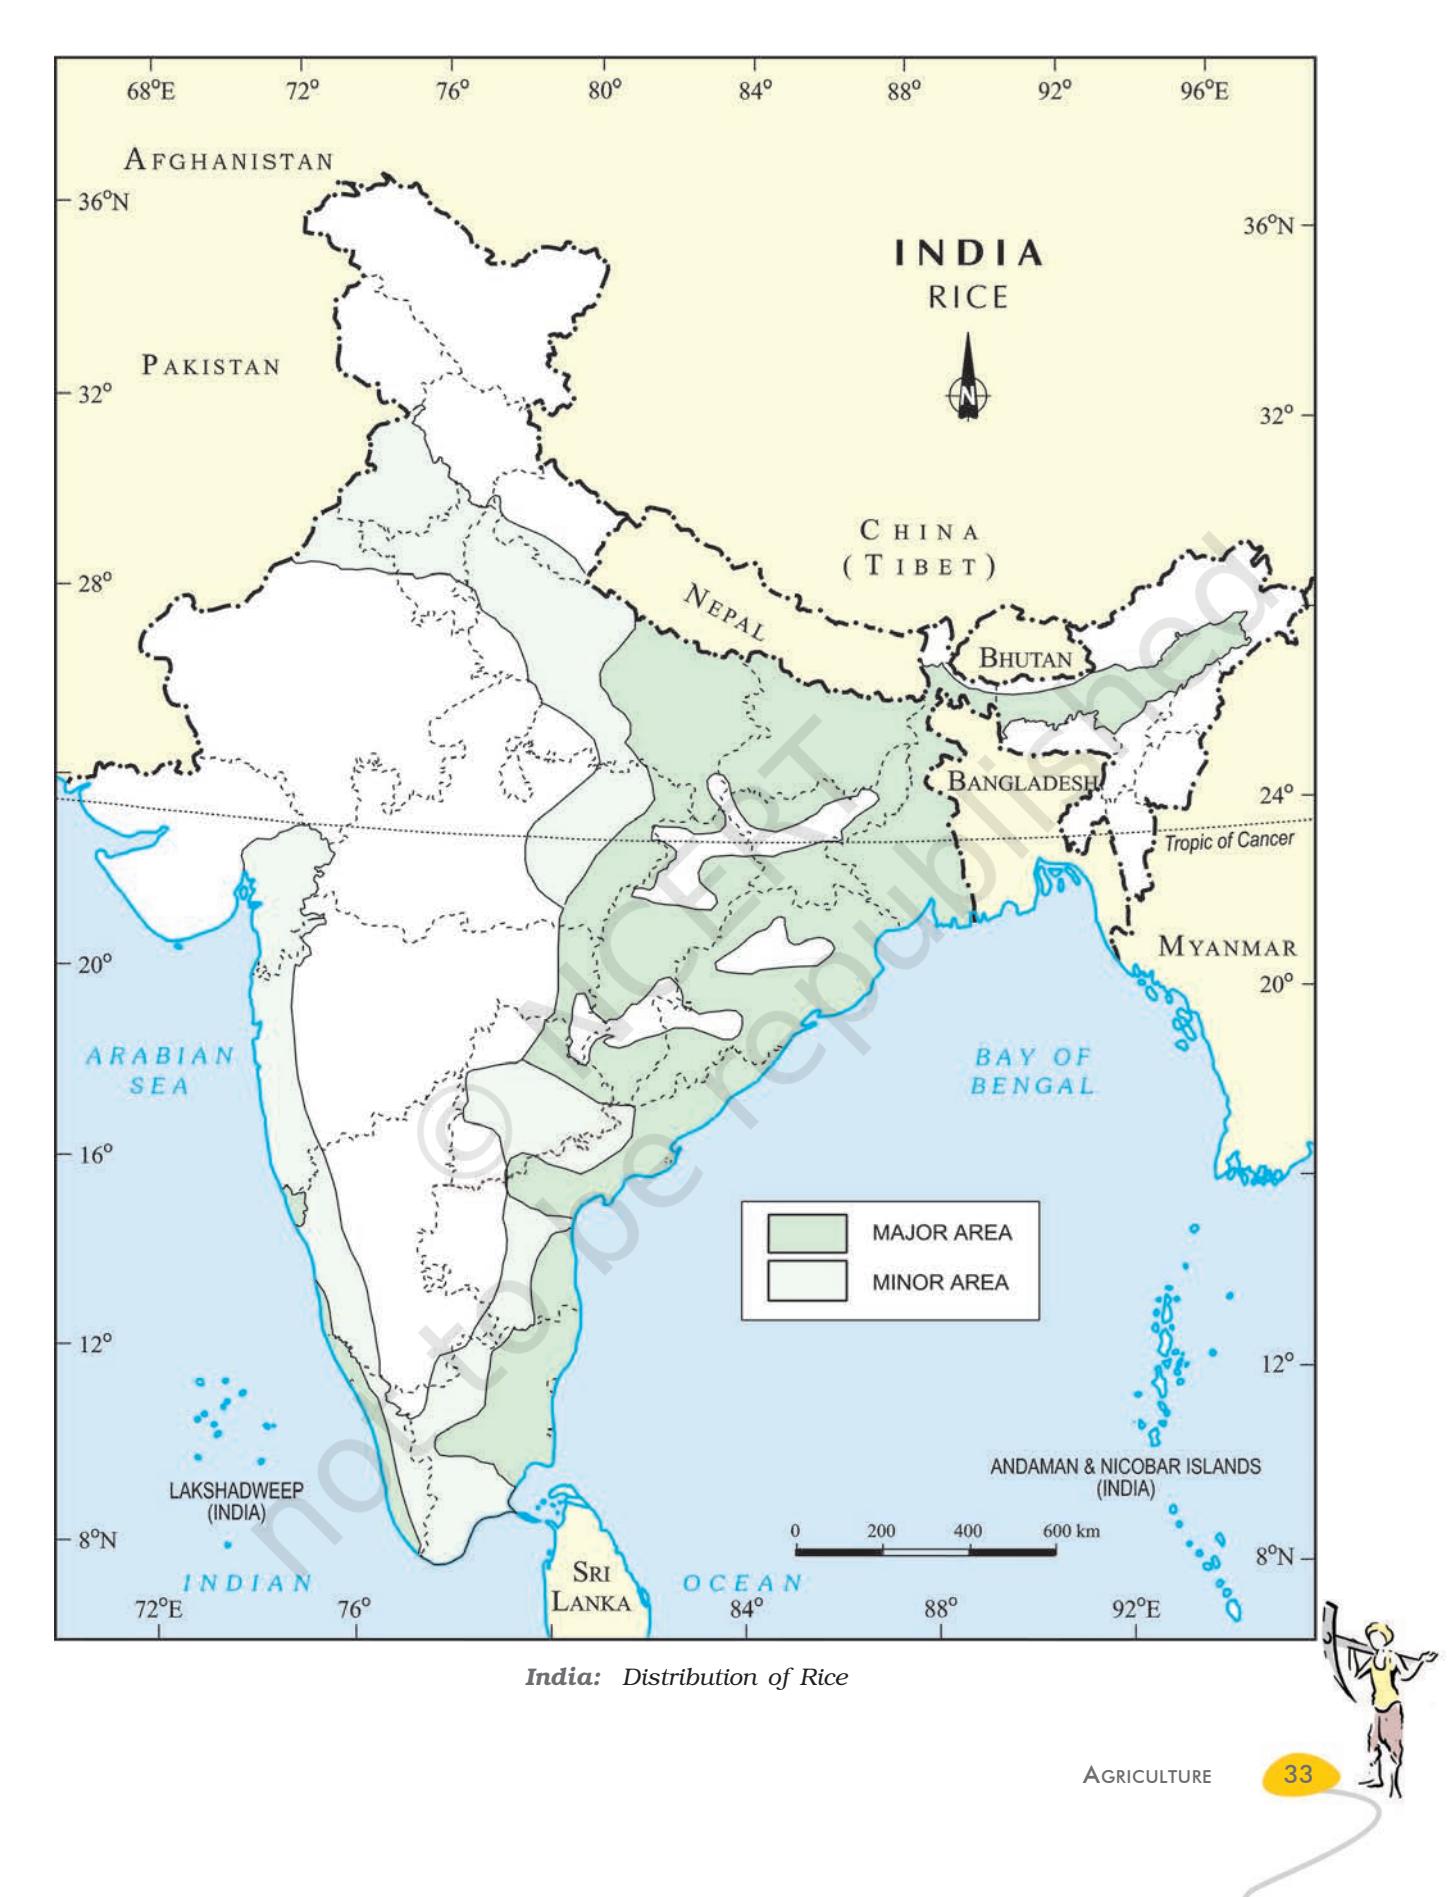 68°E 72° 76° 80° 84° 88° 92° 96°E
AFGHANISTAN
36°N
36°N
INDIA
RICE
PAKISTAN
N
32°
32°
CHINA
(TIBET)
28°
NEPAL
BHUTAN
BANGLADESH
24°
Tropic of Cancer
MYANMAR
20°
20°
ARABIAN
SEA
BAY OF
BENGAL
16°
MAJOR AREA
MINOR AREA
12°
12°
LAKSHADWEEP
(INDIA)
ANDAMAN & NICOBAR ISLANDS
(INDIA)
0 200 400 600 km
8°N
8°N
SRI
LANKA
INDIAN OCEAN
72°E 76° 84° 88° 92°E
© NCERT
not to be republished
India: Distribution of Rice
AGRICULTURE 33